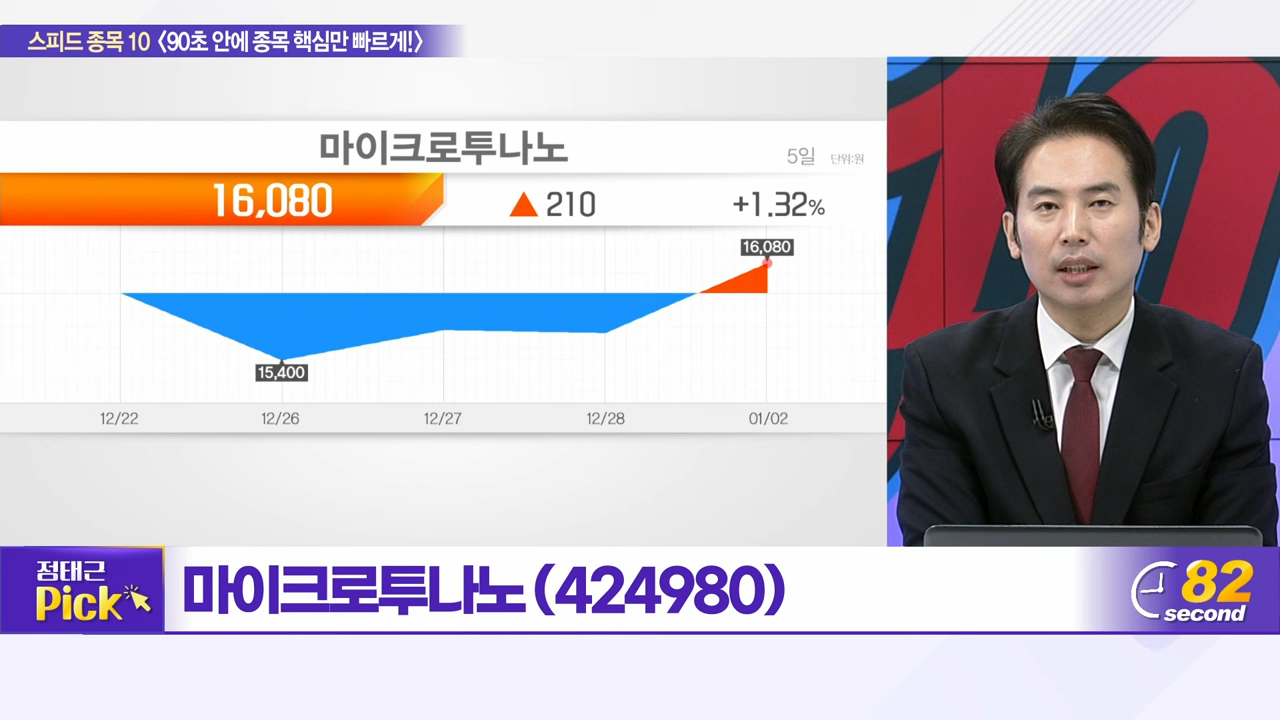 스피드 종목 10 <90초 안에 종목 핵심만 빠르게!>
마이크로투나노
5일 단위:원
16,080 ▲ 210 +1.32%
16,080
15,400
12/22 12/26 12/27 12/28 01/02
정태근
Pick
마이크로투나노(424980)
82
second